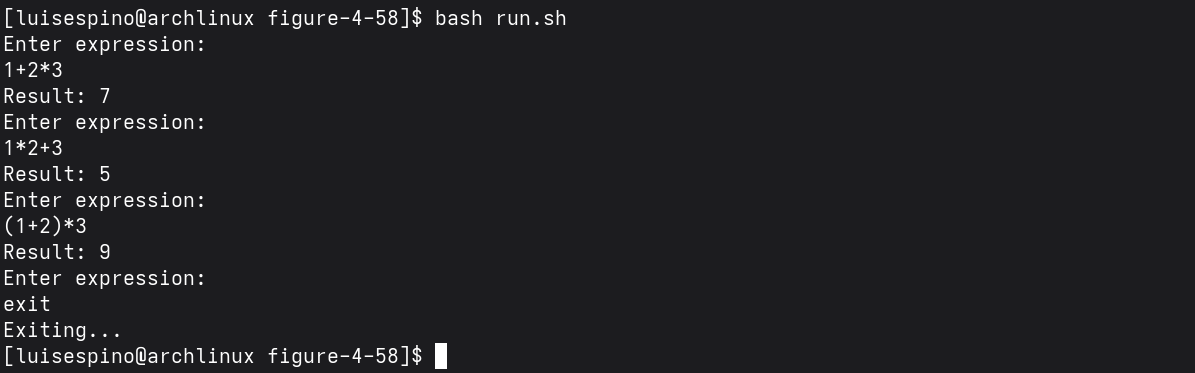 [luisespino@archlinux figure-4-58]$ bash run.sh
Enter expression:
1+2*3
Result: 7
Enter expression:
1*2+3
Result: 5
Enter expression:
(1+2)*3
Result: 9
Enter expression:
exit
Exiting...
[luisespino@archlinux figure-4-58]$